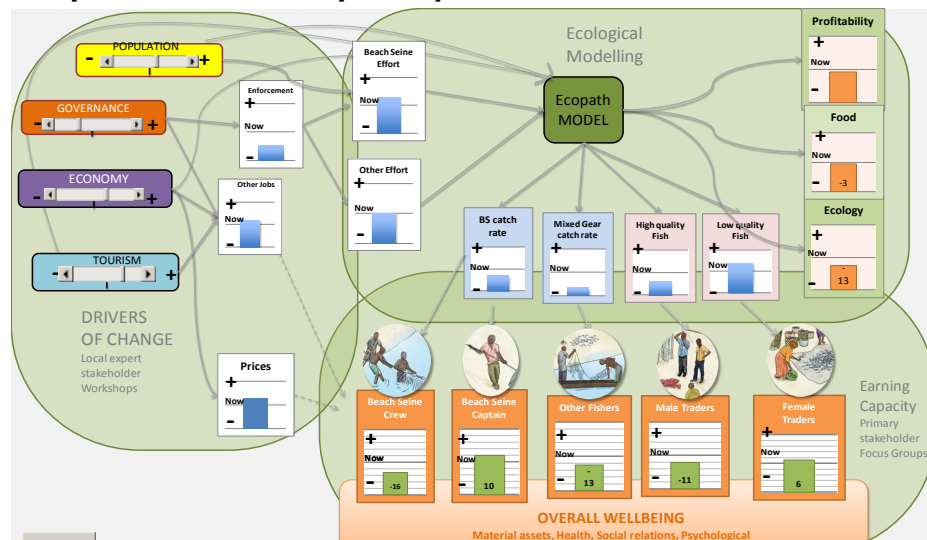 POPULATION
- +
GOVERNANCE
- +
ECONOMY
- +
TOURISM
- +
DRIVERS
OF CHANGE
Local expert
stakeholder
Workshops
Enforcement
+
Now
-
Other Jobs
+
Now
-
Prices
+
Now
-
Beach Seine
Effort
+
Now
-
Other Effort
+
Now
-
Ecological
Modelling
Ecopath
MODEL
Profitability
+
Now
-
Food
+
Now
-
-3
Ecology
+
Now
-
-
13
BS catch
rate
+
Now
-
Mixed Gear
catch rate
+
Now
-
High quality
Fish
+
Now
-
Low quality
Fish
+
Now
-
Beach Seine
Crew
+
Now
-
-16
Beach Seine
Captain
+
Now
-
10
Other Fishers
+
Now
-
-
13
Male Traders
+
Now
-
-11
Female
Traders
+
Now
-
6
Earning
Capacity
Primary
stakeholder
Focus Groups
OVERALL WELLBEING
Material assets, Health, Social relations, Psychological